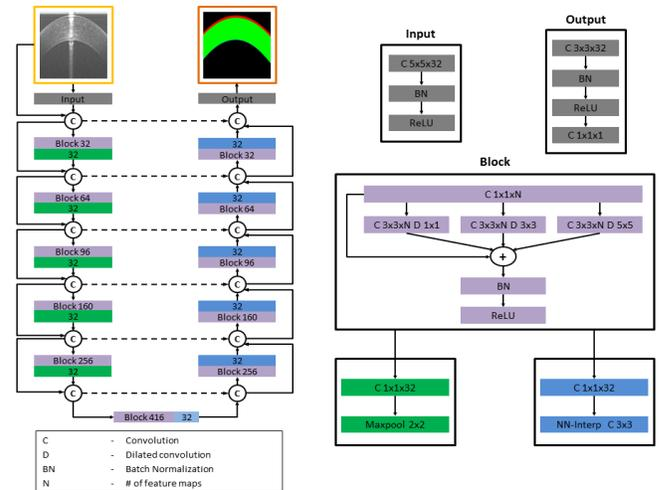 Input
C
Block 32
32
C
Block 64
32
C
Block 96
32
C
Block 160
32
C
Block 256
32
C
Block 416 32
Output
C
32
Block 32
C
32
Block 64
C
32
Block 96
C
32
Block 160
C
32
Block 256
C
C - Convolution
D - Dilated convolution
BN - Batch Normalization
N - # of feature maps
Input
C 5x5x32
BN
ReLU
Output
C 3x3x32
BN
ReLU
C 1x1x1
Block
C 1x1xN
C 3x3xN D 1x1 C 3x3xN D 3x3 C 3x3xN D 5x5
+
BN
ReLU
C 1x1x32
Maxpool 2x2
C 1x1x32
NN-Interp C 3x3